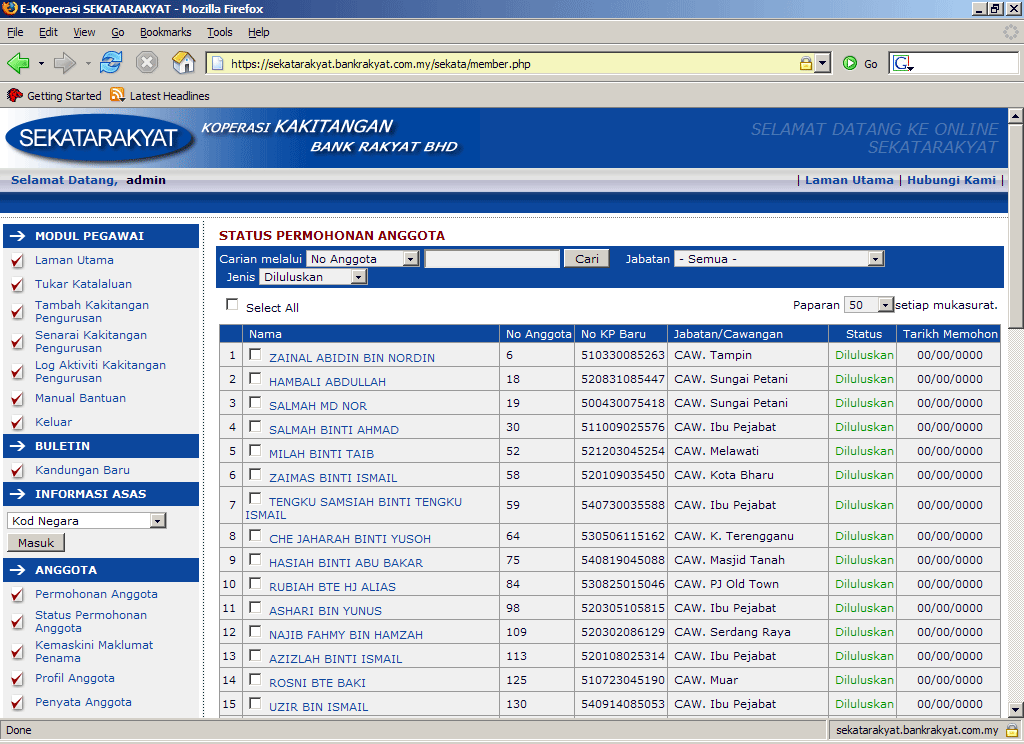 E-Koperasi SEKATARAKYAT - Mozilla Firefox
File Edit View Go Bookmarks Tools Help
https://sekatarakyat.bankrakyat.com.my/sekata/member.php Go G
Getting Started Latest Headlines
SEKATARAKYAT KOPERASI KAKITANGAN
BANK RAKYAT BHD
SELAMAT DATANG KE ONLINE
SEKATARAKYAT
Selamat Datang, admin | Laman Utama | Hubungi Kami |
MODUL PEGAWAI
Laman Utama
Tukar Katalaluan
Tambah Kakitangan
Pengurusan
Senarai Kakitangan
Pengurusan
Log Aktiviti Kakitangan
Pengurusan
Manual Bantuan
Keluar
BULETIN
Kandungan Baru
INFORMASI ASAS
Kod Negara
Masuk
ANGGOTA
Permohonan Anggota
Status Permohonan
Anggota
Kemaskini Maklumat
Penama
Profil Anggota
Penyata Anggota
STATUS PERMOHONAN ANGGOTA
Carian melalui No Anggota Cari Jabatan - Semua -
Jenis Diluluskan
Select All Paparan 50 setiap mukasurat.
Nama No Anggota No KP Baru Jabatan/Cawangan Status Tarikh Memohon
1 ZAINAL ABIDIN BIN NORDIN 6 510330085263 CAW. Tampin Diluluskan 00/00/0000
2 HAMBALI ABDULLAH 18 520831085447 CAW. Sungai Petani Diluluskan 00/00/0000
3 SALMAH MD NOR 19 500430075418 CAW. Sungai Petani Diluluskan 00/00/0000
4 SALMAH BINTI AHMAD 30 511009025576 CAW. Ibu Pejabat Diluluskan 00/00/0000
5 MILAH BINTI TAIB 52 521203045254 CAW. Melawati Diluluskan 00/00/0000
6 ZAIMAS BINTI ISMAIL 58 520109035450 CAW. Kota Bharu Diluluskan 00/00/0000
7 TENGKU SAMSIAH BINTI TENGKU
ISMAIL 59 540730035588 CAW. Ibu Pejabat Diluluskan 00/00/0000
8 CHE JAHARAH BINTI YUSOH 64 530506115162 CAW. K. Terengganu Diluluskan 00/00/0000
9 HASIAH BINTI ABU BAKAR 75 540819045088 CAW. Masjid Tanah Diluluskan 00/00/0000
10 RUBIAH BTE HJ ALIAS 84 530825015046 CAW. PJ Old Town Diluluskan 00/00/0000
11 ASHARI BIN YUNUS 98 520305105815 CAW. Ibu Pejabat Diluluskan 00/00/0000
12 NAJIB FAHMY BIN HAMZAH 109 520302086129 CAW. Serdang Raya Diluluskan 00/00/0000
13 AZIZLAH BINTI ISMAIL 113 520108025314 CAW. Ibu Pejabat Diluluskan 00/00/0000
14 ROSNI BTE BAKI 125 510723045190 CAW. Muar Diluluskan 00/00/0000
15 UZIR BIN ISMAIL 130 540914085053 CAW. Ibu Pejabat Diluluskan 00/00/0000
Done sekatarakyat.bankrakyat.com.my